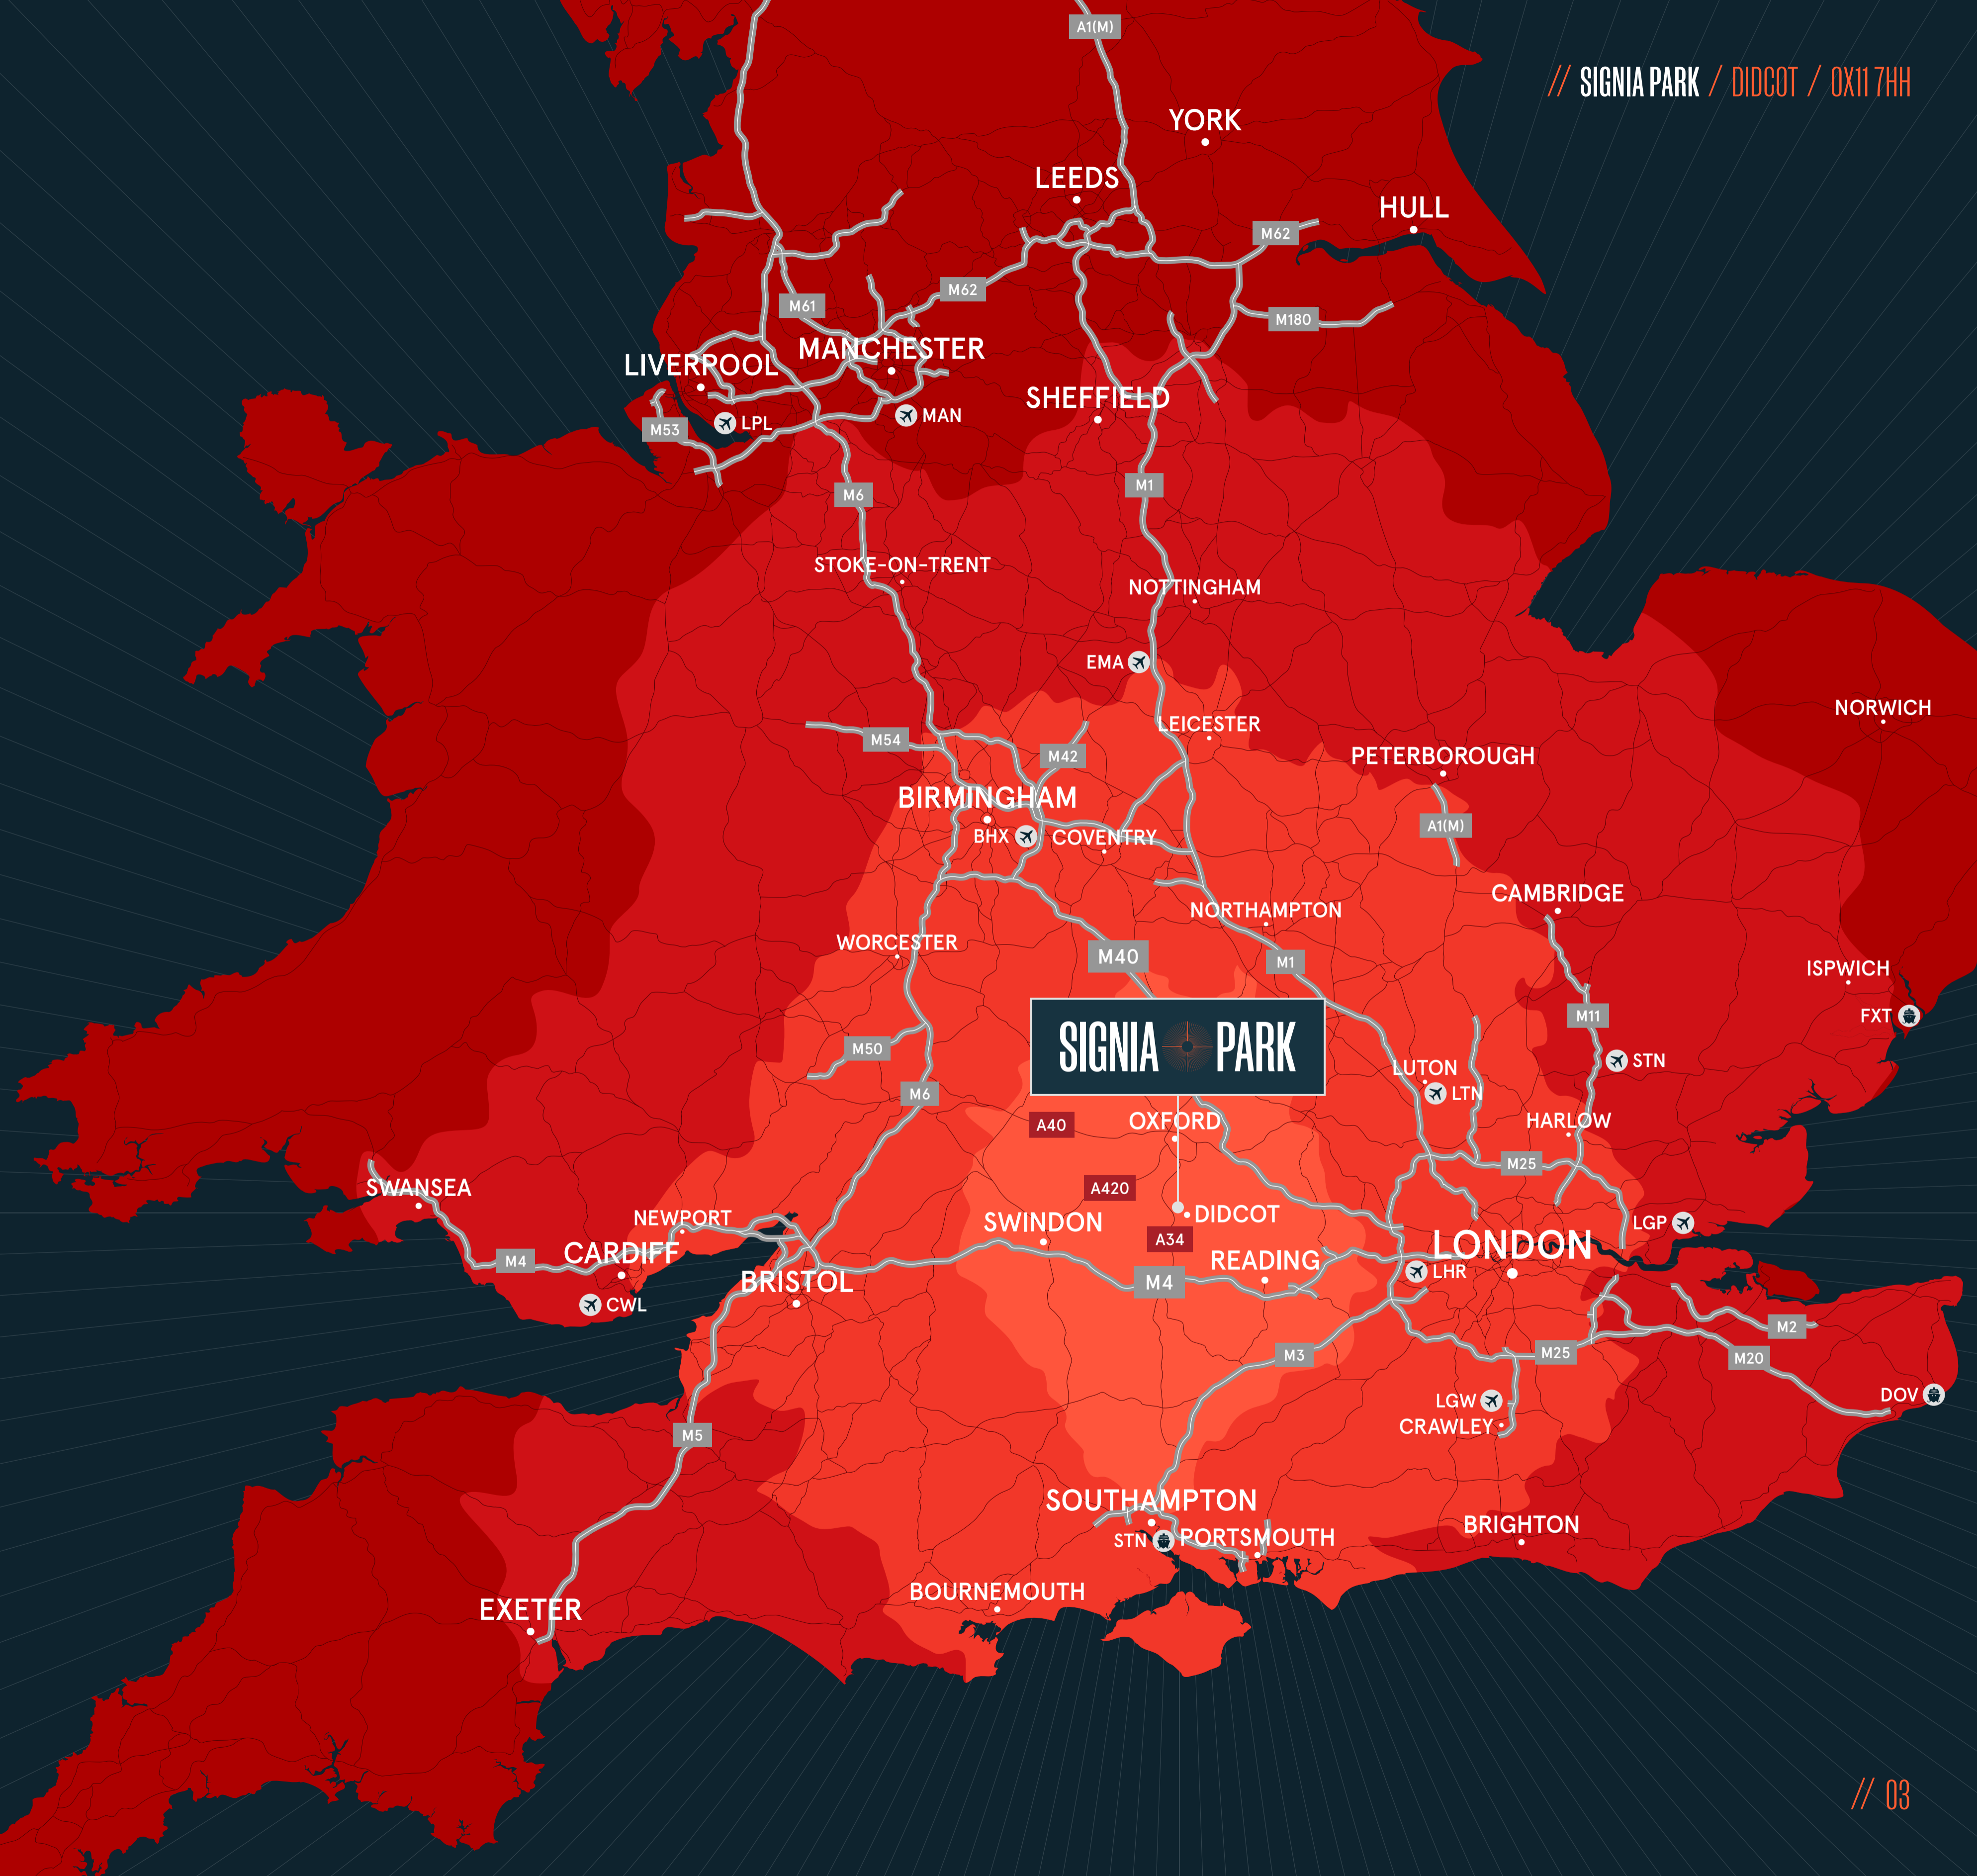 A1(M)
// SIGNIA PARK / DIDCOT / OX11 7HH
YORK
LEEDS
HULL
M62
M62
M61
M180
MANCHESTER
LIVERPOOL
SHEFFIELD
MAN
LPL
M53
M1
M6
STOKE-ON-TRENT
NOTTINGHAM
EMA
NORWICH
LEICESTER
M54
M42
PETERBOROUGH
BIRMINGHAM
A1(M)
BHX
COVENTRY
CAMBRIDGE
NORTHAMPTON
WORCESTER
M40
M1
ISPWICH
M11
FXT
SIGNIA PARK
M50
STN
LUTON
M6
LTN
OXFORD
HARLOW
A40
M25
SWANSEA
A420
DIDCOT
NEWPORT
SWINDON
LGP
A34
LONDON
CARDIFF
M4
READING
LHR
BRISTOL
M4
CWL
M2
M3
M25
M20
DOV
LGW
CRAWLEY
M5
SOUTHAMPTON
BRIGHTON
STN
PORTSMOUTH
BOURNEMOUTH
EXETER
// 03